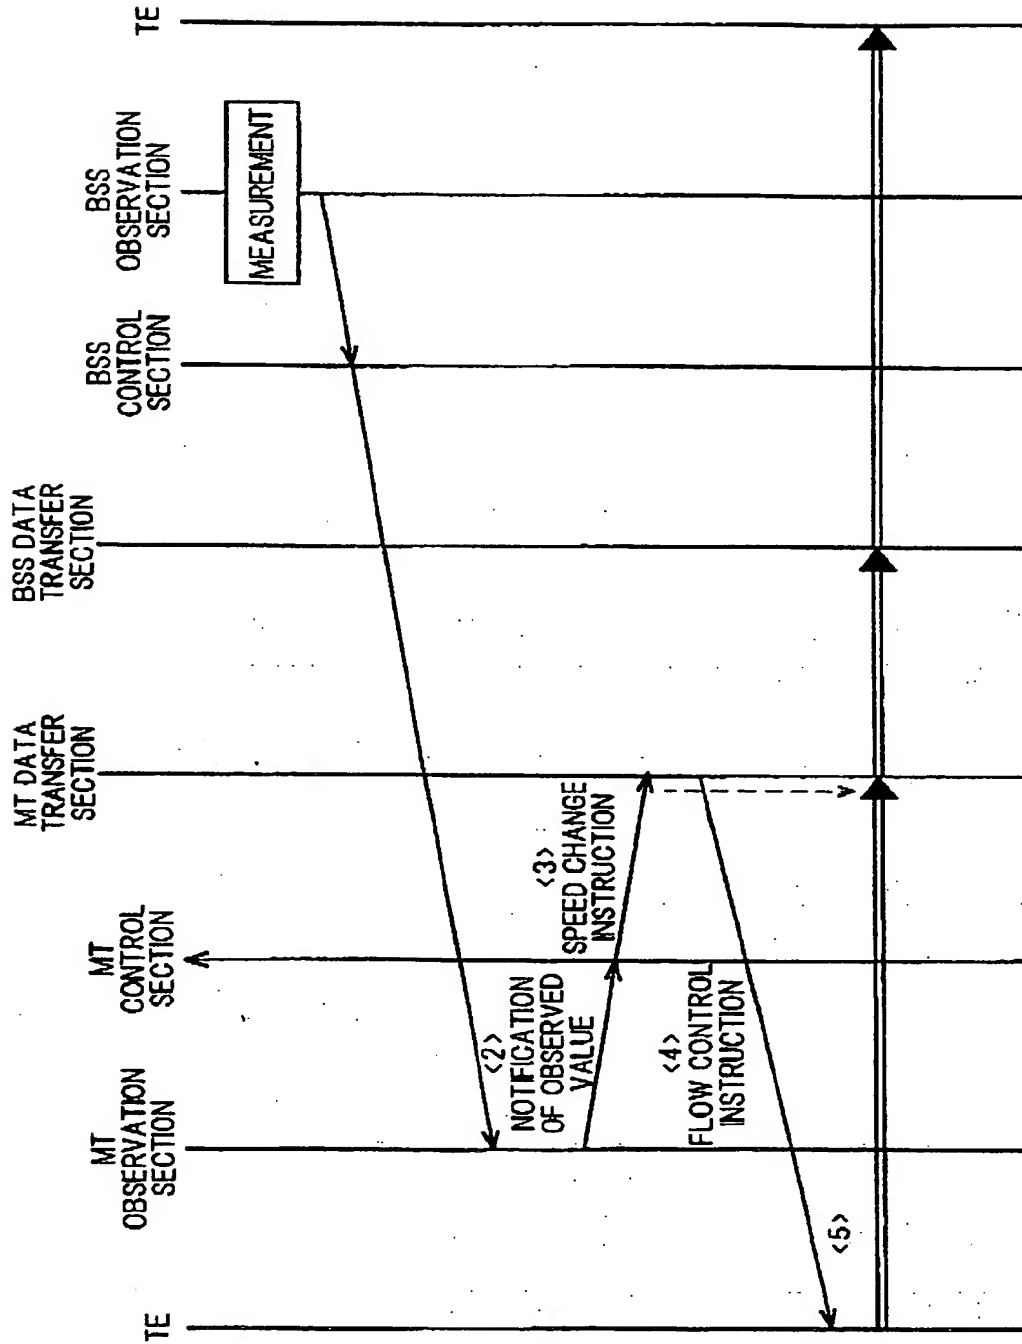 TE
MT
OBSERVATION
SECTION
MT
CONTROL
SECTION
MT DATA
TRANSFER
SECTION
BSS DATA
TRANSFER
SECTION
BSS
CONTROL
SECTION
BSS
OBSERVATION
SECTION
TE
MEASUREMENT
<2>
NOTIFICATION
OF OBSERVED
VALUE
<3>
SPEED CHANGE
INSTRUCTION
<4>
FLOW CONTROL
INSTRUCTION
<5>